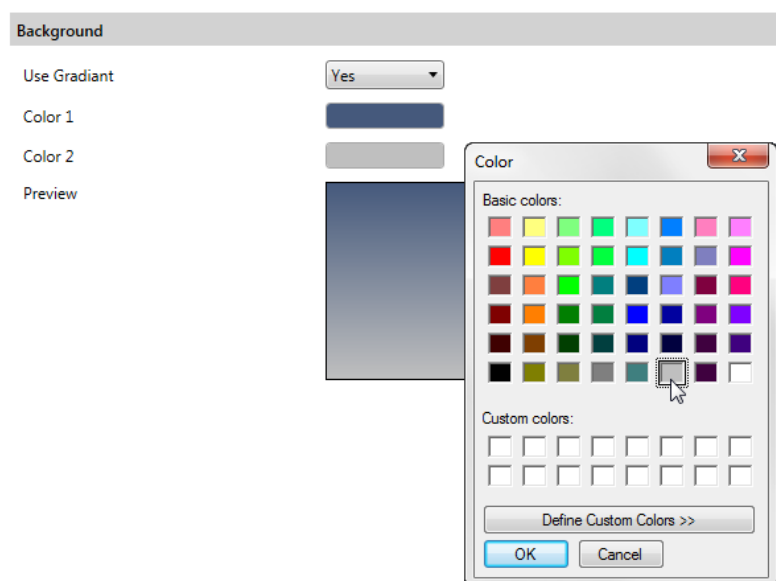 Background
Use Gradiant
Yes
Color 1
Color 2
Preview
Color
Basic colors:
Custom colors:
Define Custom Colors >>
OK
Cancel